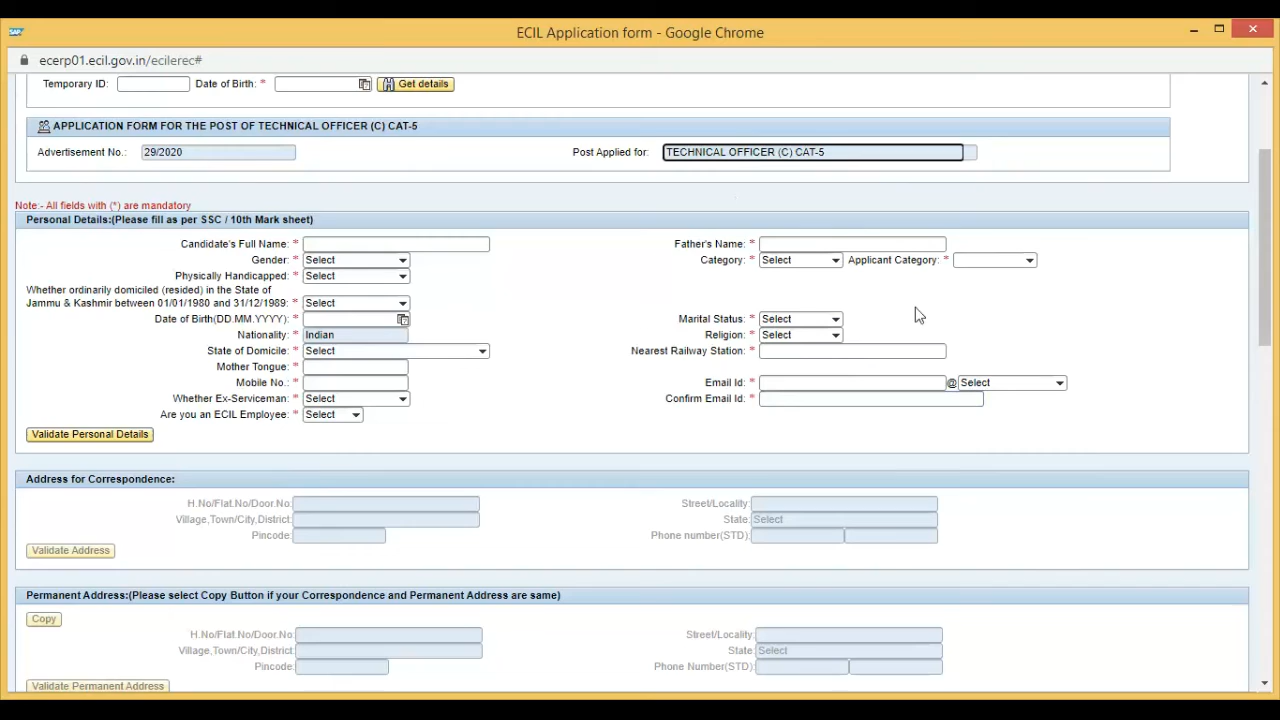 ECIL Application form - Google Chrome
ecerp01.ecil.gov.in/ecilerec#
Temporary ID: Date of Birth: * Get details
APPLICATION FORM FOR THE POST OF TECHNICAL OFFICER (C) CAT-5
Advertisement No.: 29/2020 Post Applied for: TECHNICAL OFFICER (C) CAT-5
Note:- All fields with (*) are mandatory
Personal Details:(Please fill as per SSC / 10th Mark sheet)
Candidate's Full Name: * Father's Name: *
Gender: * Select Category: * Select Applicant Category: *
Physically Handicapped: * Select
Whether ordinarily domiciled (resided) in the State of
Jammu & Kashmir between 01/01/1980 and 31/12/1989: * Select
Date of Birth(DD.MM.YYYY): * Marital Status: * Select
Nationality: * Indian Religion: * Select
State of Domicile: * Select Nearest Railway Station: *
Mother Tongue: *
Mobile No.: * Email Id: * @ Select
Whether Ex-Serviceman: * Select Confirm Email Id: *
Are you an ECIL Employee: * Select
Validate Personal Details
Address for Correspondence:
H.No/Flat.No/Door.No: Street/Locality:
Village,Town/City,District: State: Select
Pincode: Phone number(STD):
Validate Address
Permanent Address:(Please select Copy Button if your Correspondence and Permanent Address are same)
Copy
H.No/Flat.No/Door.No: Street/Locality:
Village,Town/City,District: State: Select
Pincode: Phone Number(STD):
Validate Permanent Address